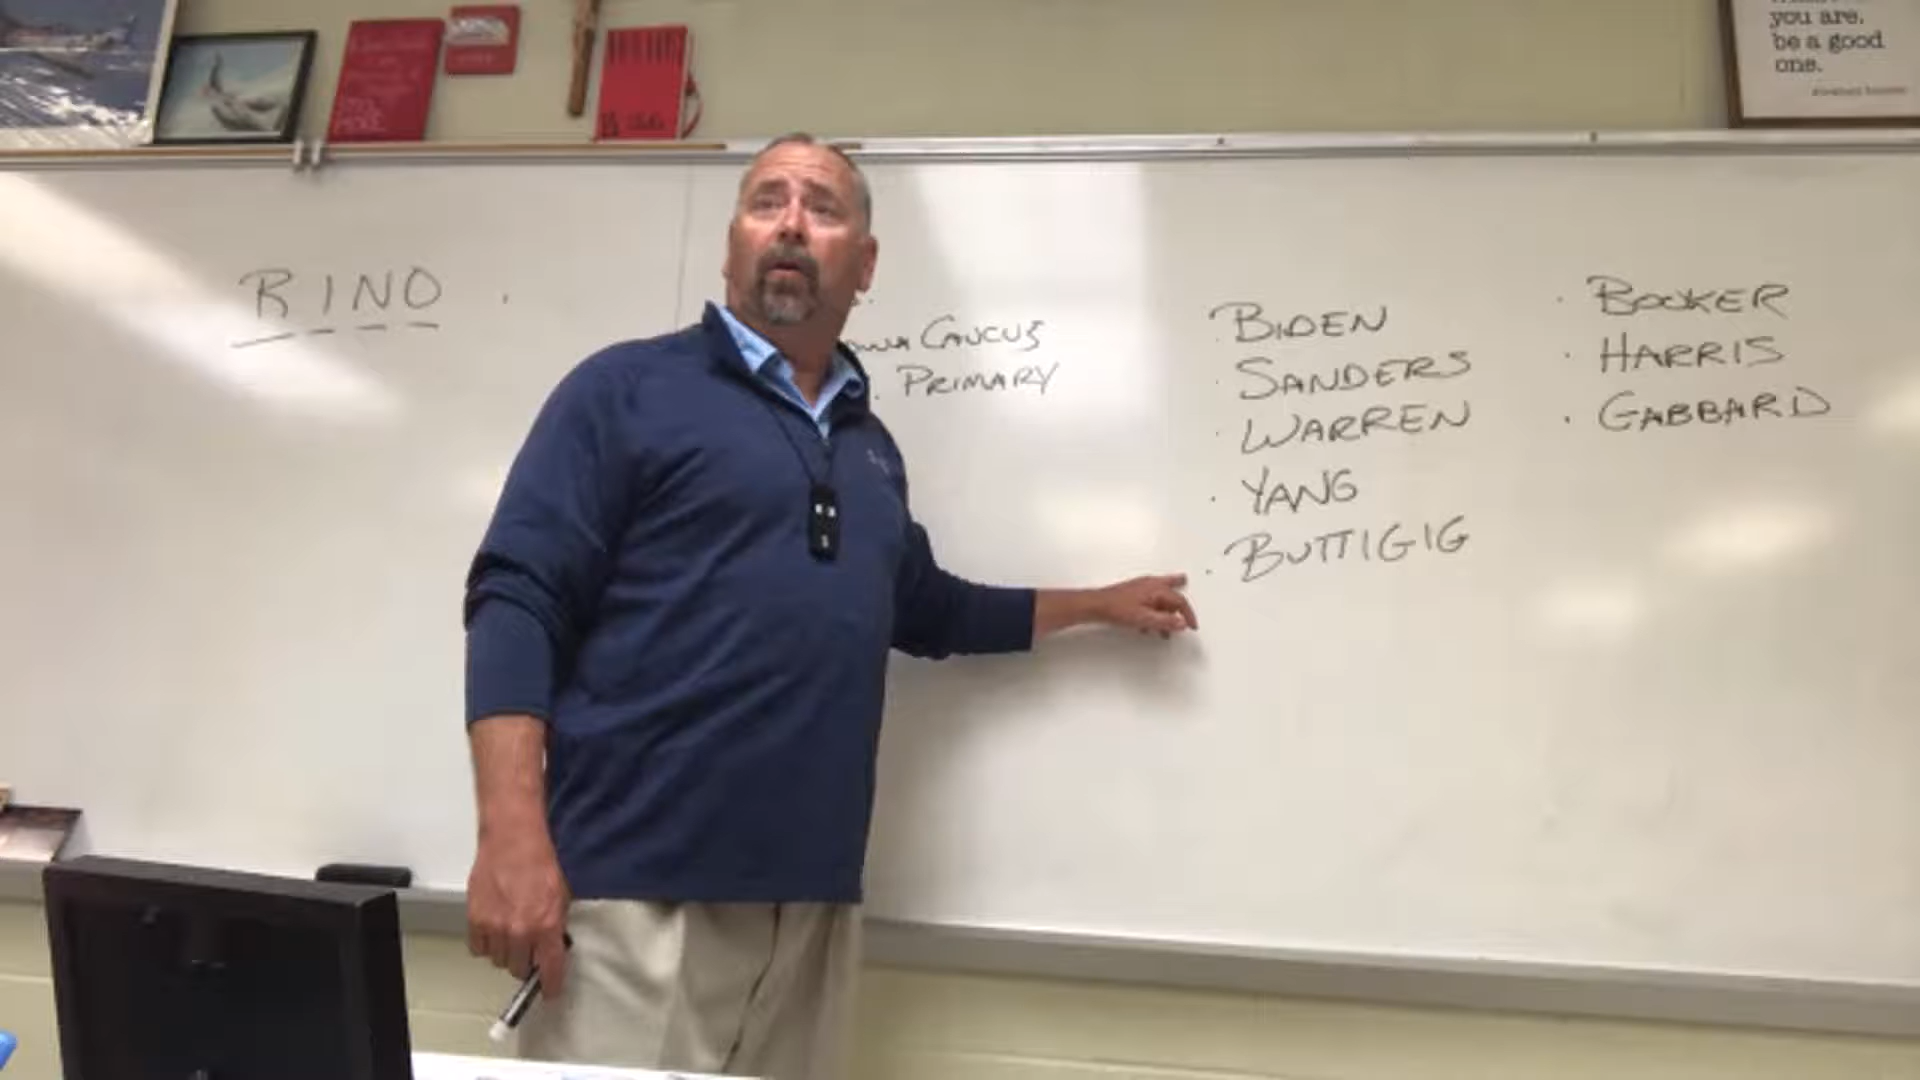 RINO
Caucus
Primary
Biden
Sanders
Warren
Yang
Buttigig
Booker
Harris
Gabbard
you are,
be a good
one.